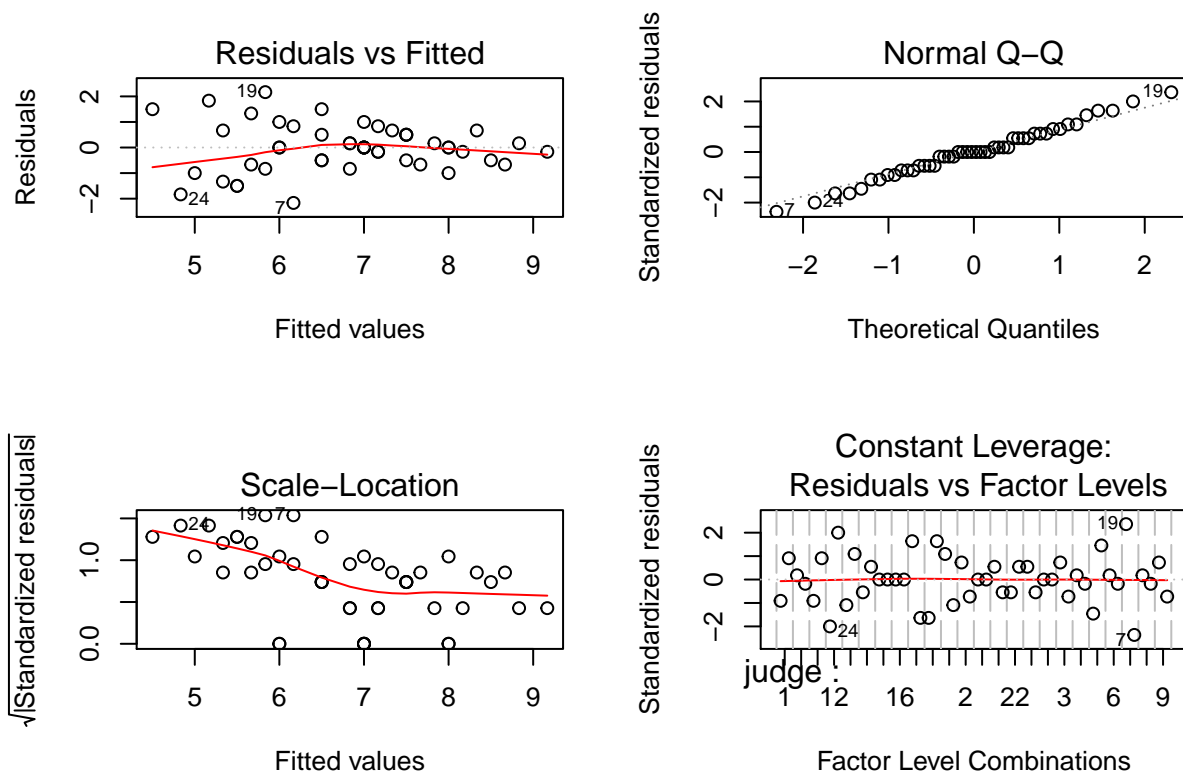 Residuals vs Fitted
Residuals
2
0
−2
19
24
7
5 6 7 8 9
Fitted values
Normal Q−Q
Standardized residuals
2
0
−2
19
24
7
−2 −1 0 1 2
Theoretical Quantiles
Scale−Location
√|Standardized residuals|
1.0
0.0
24
19
7
5 6 7 8 9
Fitted values
Constant Leverage:
Residuals vs Factor Levels
Standardized residuals
2
0
−2
19
24
7
judge :
1 12 16 2 22 3 6 9
Factor Level Combinations